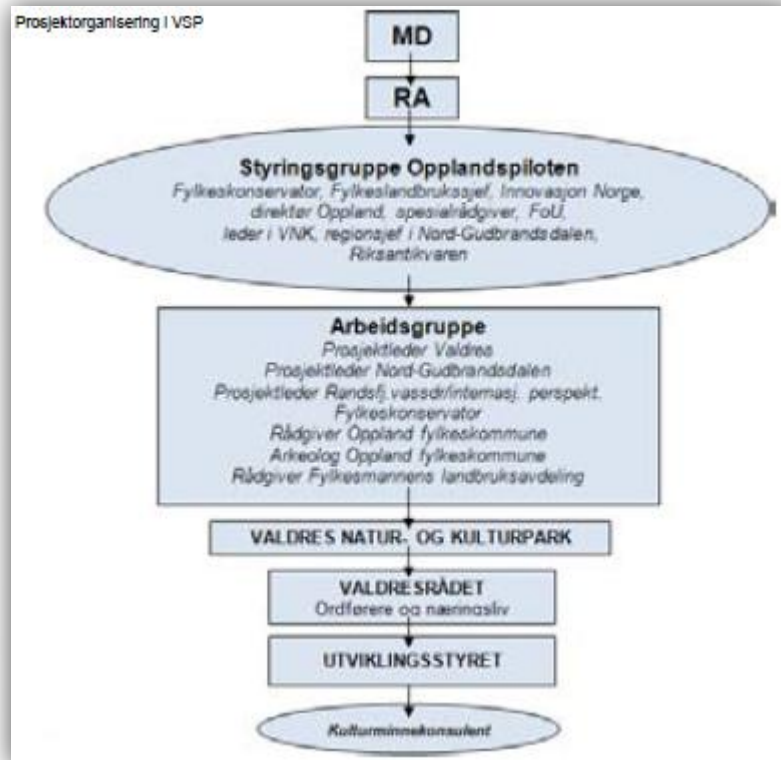 Prosjektorganisering i VSP
MD
RA
Styringsgruppe Opplandspiloten
Fylkeskonservator, Fylkeslandbrukssjef, Innovasjon Norge,
direktør Oppland, spesialrådgiver, FoU,
leder i VNK, regionsjef i Nord-Gudbrandsdalen,
Riksantikvaren
Arbeidsgruppe
Prosjektleder Valdres
Prosjektleder Nord-Gudbrandsdalen
Prosjektleder Randsfj.vassdr/internasj. perspekt.
Fylkeskonservator
Rådgiver Oppland fylkeskommune
Arkeolog Oppland fylkeskommune
Rådgiver Fylkesmannens landbruksavdeling
VALDRES NATUR- OG KULTURPARK
VALDRESRÅDET
Ordførere og næringsliv
UTVIKLINGSSTYRET
Kulturminnekonsulent